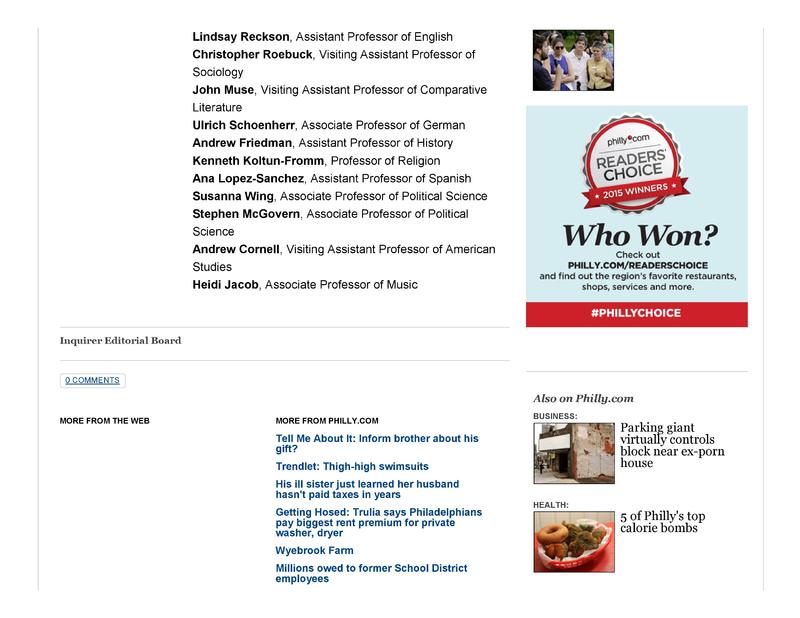 Lindsay Reckson, Assistant Professor of English
Christopher Roebuck, Visiting Assistant Professor of
Sociology
John Muse, Visiting Assistant Professor of Comparative
Literature
Ulrich Schoenherr, Associate Professor of German
Andrew Friedman, Assistant Professor of History
Kenneth Koltun-Fromm, Professor of Religion
Ana Lopez-Sanchez, Assistant Professor of Spanish
Susanna Wing, Associate Professor of Political Science
Stephen McGovern, Associate Professor of Political
Science
Andrew Cornell, Visiting Assistant Professor of American
Studies
Heidi Jacob, Associate Professor of Music
Inquirer Editorial Board
0 COMMENTS
MORE FROM THE WEB
MORE FROM PHILLY.COM
Tell Me About It: Inform brother about his
gift?
Trendlet: Thigh-high swimsuits
His ill sister just learned her husband
hasn't paid taxes in years
Getting Hosed: Trulia says Philadelphians
pay biggest rent premium for private
washer, dryer
Wyebrook Farm
Millions owed to former School District
employees
philly.com
READERS'
CHOICE
2015 WINNERS
Who Won?
Check out
PHILLY.COM/READERSCHOICE
and find out the region's favorite restaurants,
shops, services and more.
#PHILLYCHOICE
Also on Philly.com
BUSINESS:
Parking giant
virtually controls
block near ex-porn
house
HEALTH:
5 of Philly's top
calorie bombs